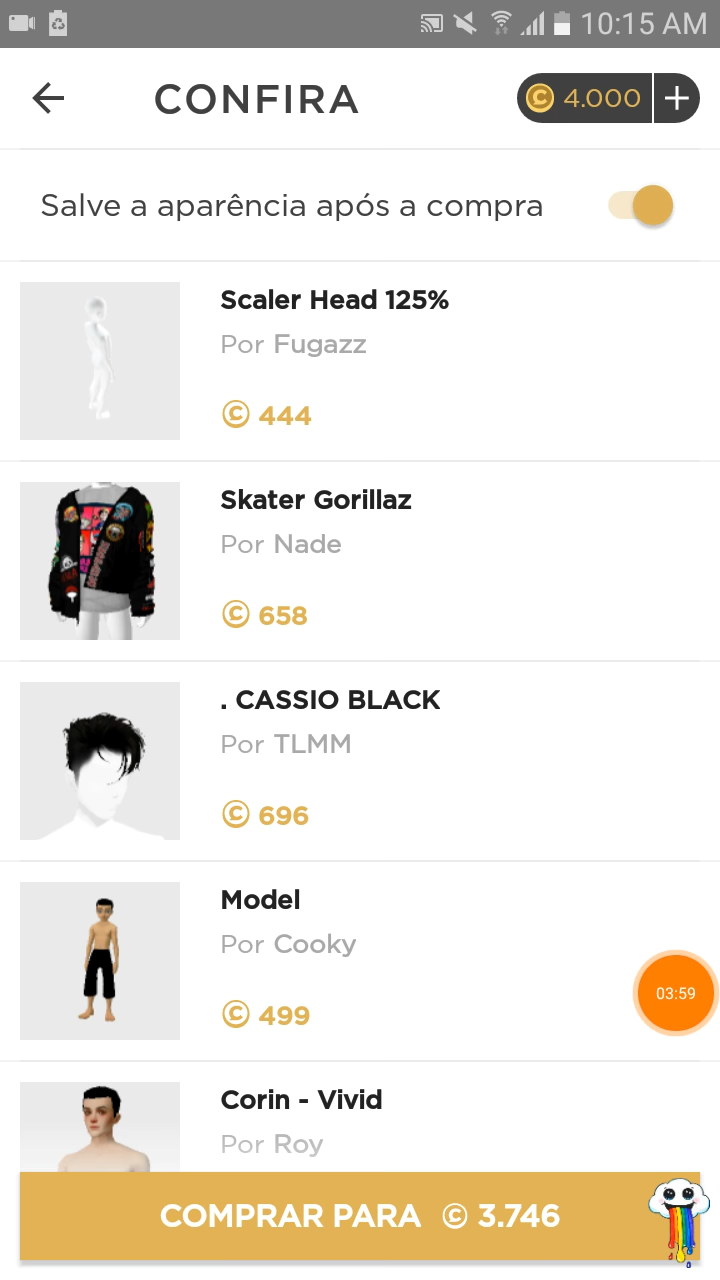 10:15 AM
CONFIRA
4.000
Salve a aparência após a compra
Scaler Head 125%
Por Fugazz
© 444
Skater Gorillaz
Por Nade
© 658
. CASSIO BLACK
Por TLMM
© 696
Model
Por Cooky
© 499
03:59
Corin - Vivid
Por Roy
COMPRAR PARA © 3.746